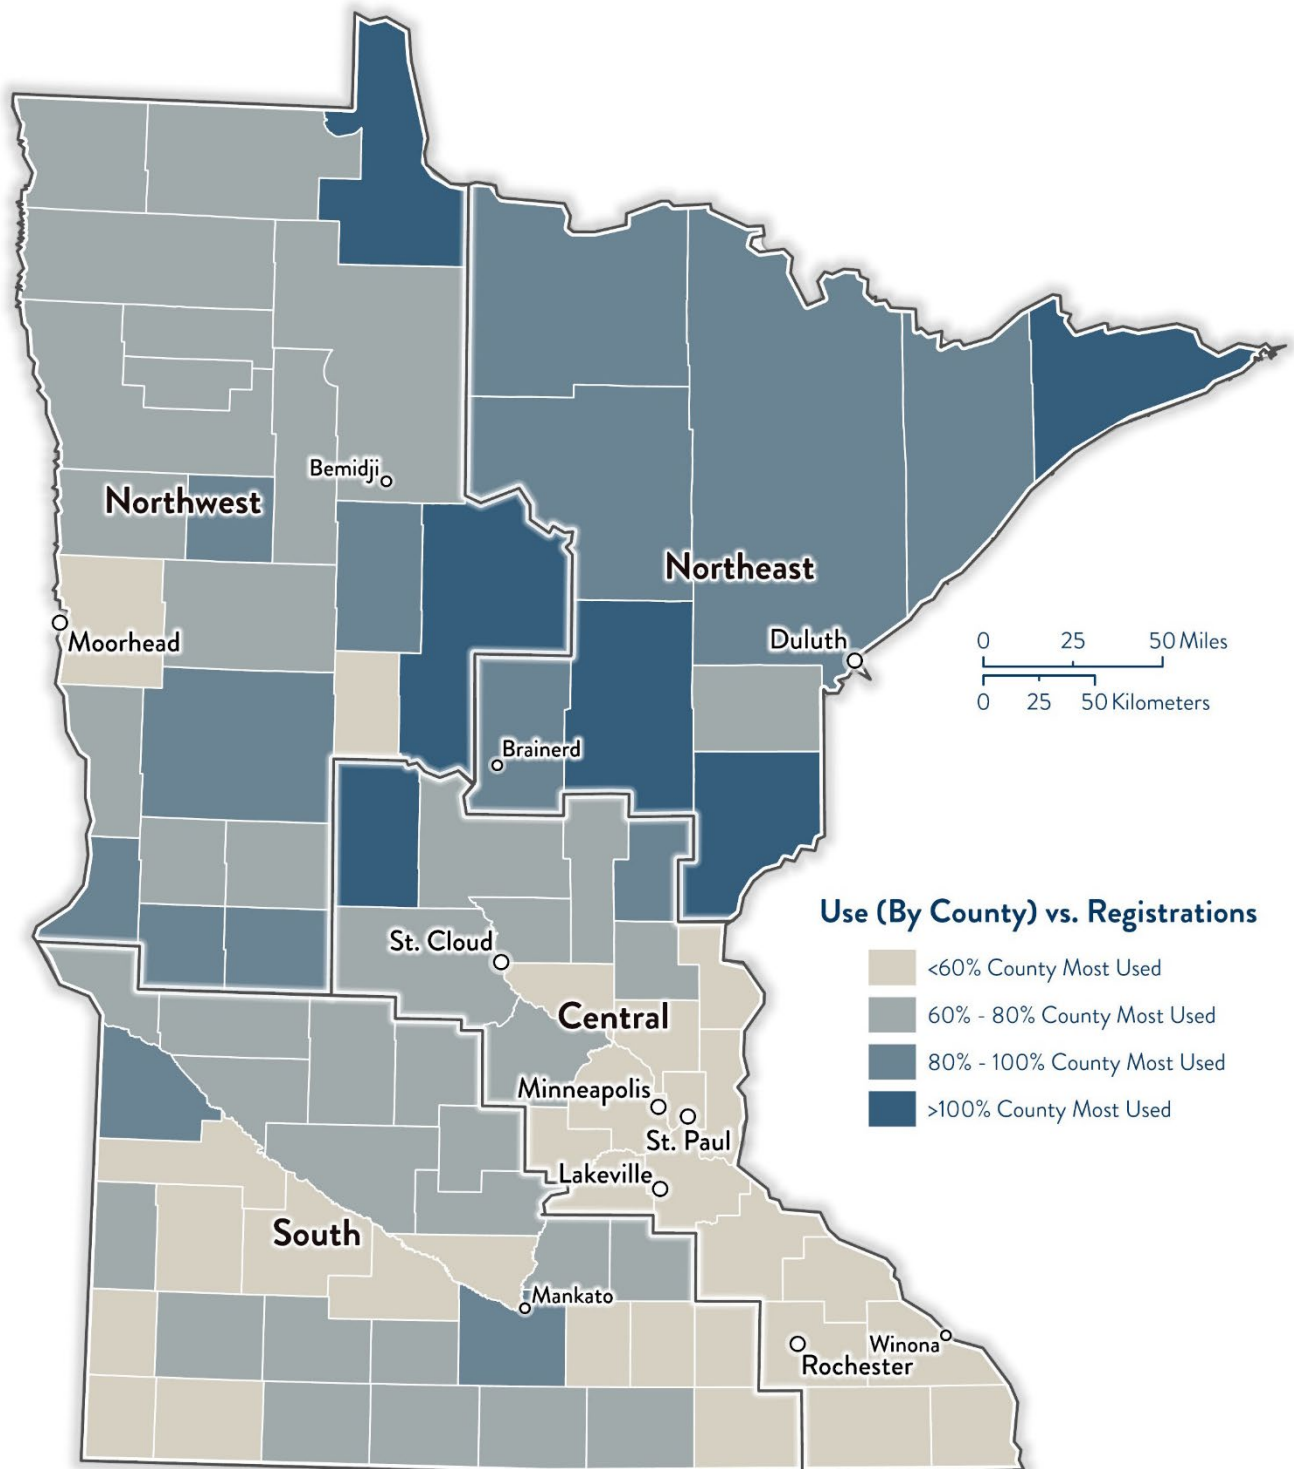 Bemidji
Northwest
Northeast
Moorhead
Duluth
0 25 50 Miles
0 25 50 Kilometers
Brainerd
Use (By County) vs. Registrations
St. Cloud
<60% County Most Used
Central
60% - 80% County Most Used
80% - 100% County Most Used
Minneapolis
>100% County Most Used
St. Paul
Lakeville
South
Mankato
Winona
Rochester